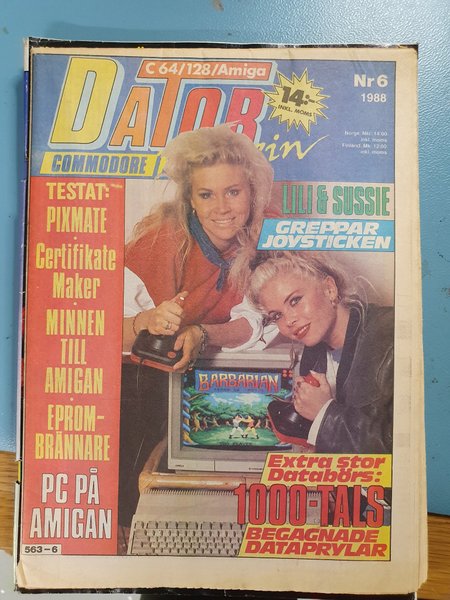 C 64/128/Amiga
DATOR
COMMODORE
14:-
INKL. MOMS
Nr 6
1988
Norge. Nkr. 14:00
inkl. moms
Finland. Mk. 12:00
inkl. moms.
TESTAT:
PIXMATE
Certifikate
Maker
MINNEN
TILL
AMIGAN
EPROM-
BRÄNNARE
PC PÅ
AMIGAN
563-6
LILI & SUSSIE
GREPPAR
JOYSTICKEN
BARBARIAN
Extra stor
Databörs:
1000-TALS
BEGAGNADE
DATAPRYLAR